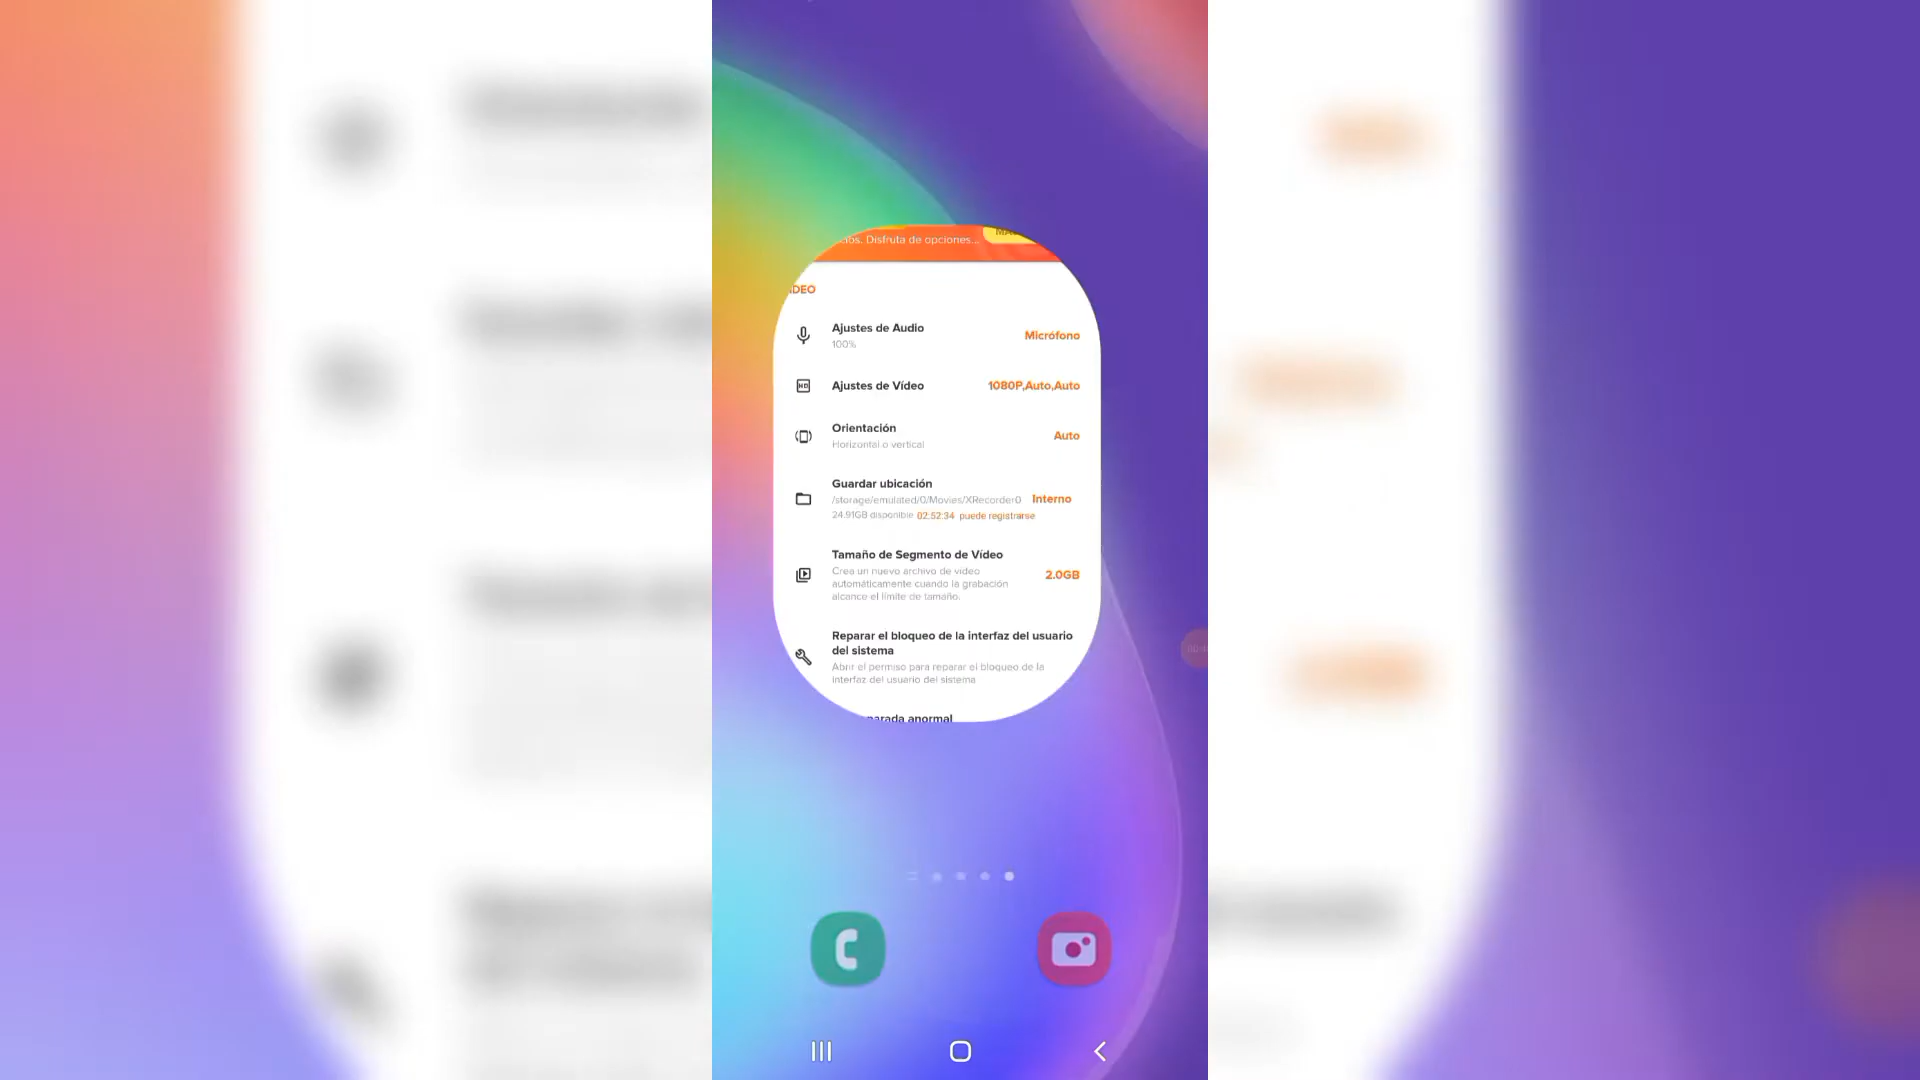 os. Disfruta de opciones...
DEO
Ajustes de Audio
100%
Micrófono
Ajustes de Vídeo
1080P,Auto,Auto
Orientación
Horizontal o vertical
Auto
Guardar ubicación
/storage/emulated/0/Movies/XRecorder0
Interno
24.91GB disponible 02:52:34 puede registrarse
Tamaño de Segmento de Vídeo
Crea un nuevo archivo de video
automáticamente cuando la grabación
alcance el límite de tamaño.
2.0GB
Reparar el bloqueo de la interfaz del usuario
del sistema
Abrir el permiso para reparar el bloqueo de la
interfaz del usuario del sistema
parada anormal